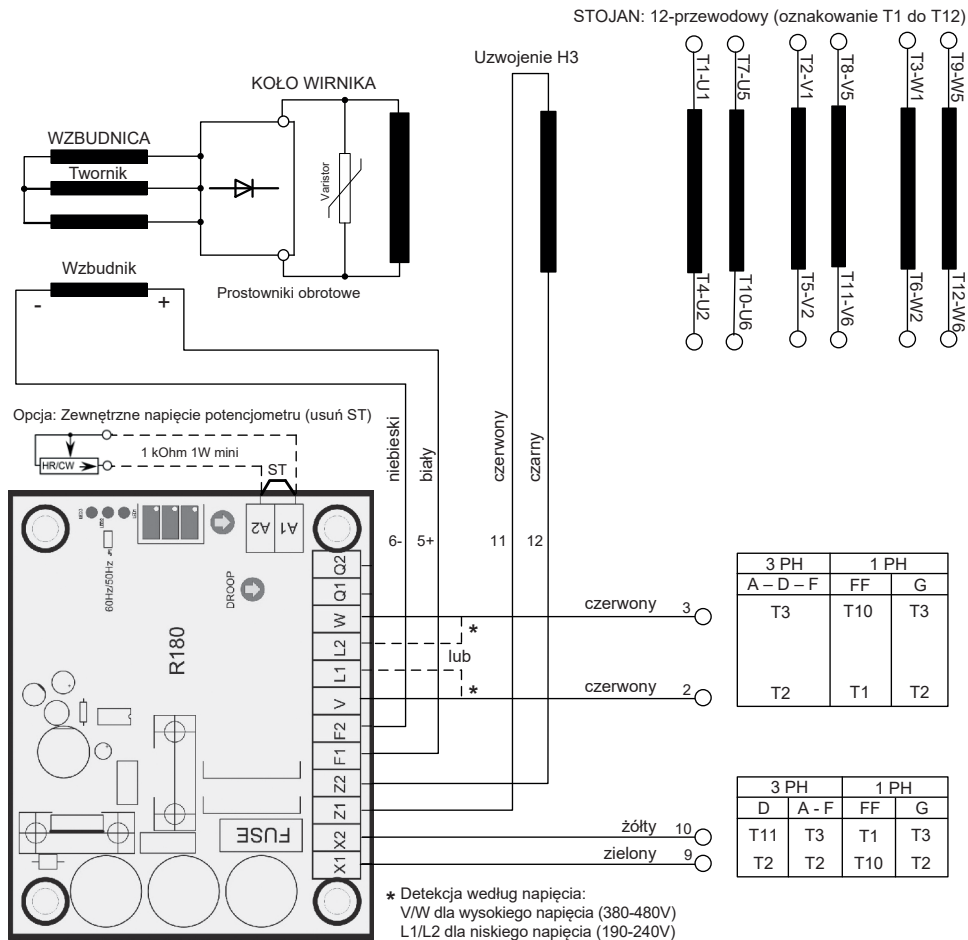 STOJAN: 12-przewodowy (oznakowanie T1 do T12)
Uzwojenie H3
KOŁO WIRNIKA
WZBUDNICA
Twornik
Varistor
Wzbudnik
- +
Prostowniki obrotowe
T1-U1 T7-U5 T2-V1 T8-V5 T3-W1 T9-W5
T4-U2 T10-U6 T5-V2 T11-V6 T6-W2 T12-W6
Opcja: Zewnętrzne napięcie potencjometru (usuń ST)
1 kOhm 1W mini
HR/CW
ST
niebieski biały czerwony czarny
A2 A1
6- 5+ 11 12
60Hz/50Hz
DROOP
R180
FUSE
Q2
Q1
W
L2
L1
V
F2
F1
Z2
Z1
X2
X1
czerwony 3
*
lub
*
czerwony 2
żółty 10
zielony 9
3 PH 1 PH
A – D – F FF G
T3 T10 T3
T2 T1 T2
3 PH 1 PH
D A - F FF G
T11 T3 T1 T3
T2 T2 T10 T2
* Detekcja według napięcia:
V/W dla wysokiego napięcia (380-480V)
L1/L2 dla niskiego napięcia (190-240V)